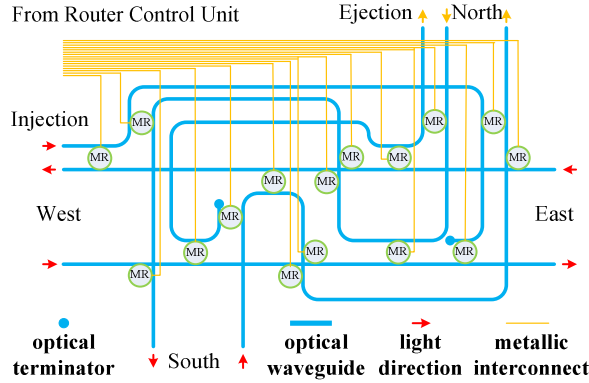 From Router Control Unit Ejection North
Injection MR MR MR
MR MR MR MR
MR MR
West MR East
MR MR MR MR
MR MR
optical terminator
South
optical waveguide
light direction
metallic interconnect